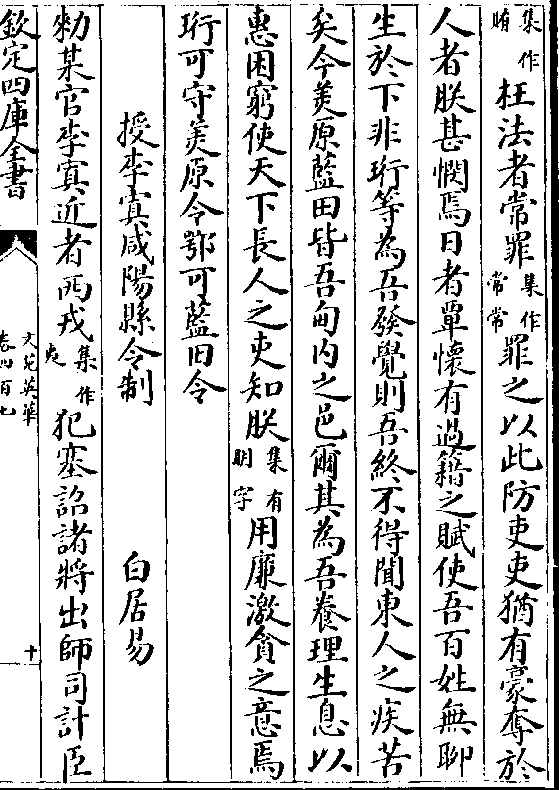 集作賄枉法者常罪集作常常罪之以此防吏吏猶有豪奪於
人者朕甚憫焉日者覃懷有過籍之賦使吾百姓無聊
生於下非珩等為吾發覺則吾終不得聞東人之疾苦
矣今美原藍田皆吾甸内之邑爾其為吾養理生息以
惠困窮使天下長人之吏知朕集有明字用廉激貪之意焉
珩可守美原令鄂可藍田令
授李寘咸陽縣令制 白居易
勑某官李寘近者西戎集作犯塞詔諸將出師司計臣
欽定四庫全書
文苑英華
卷四百七
十